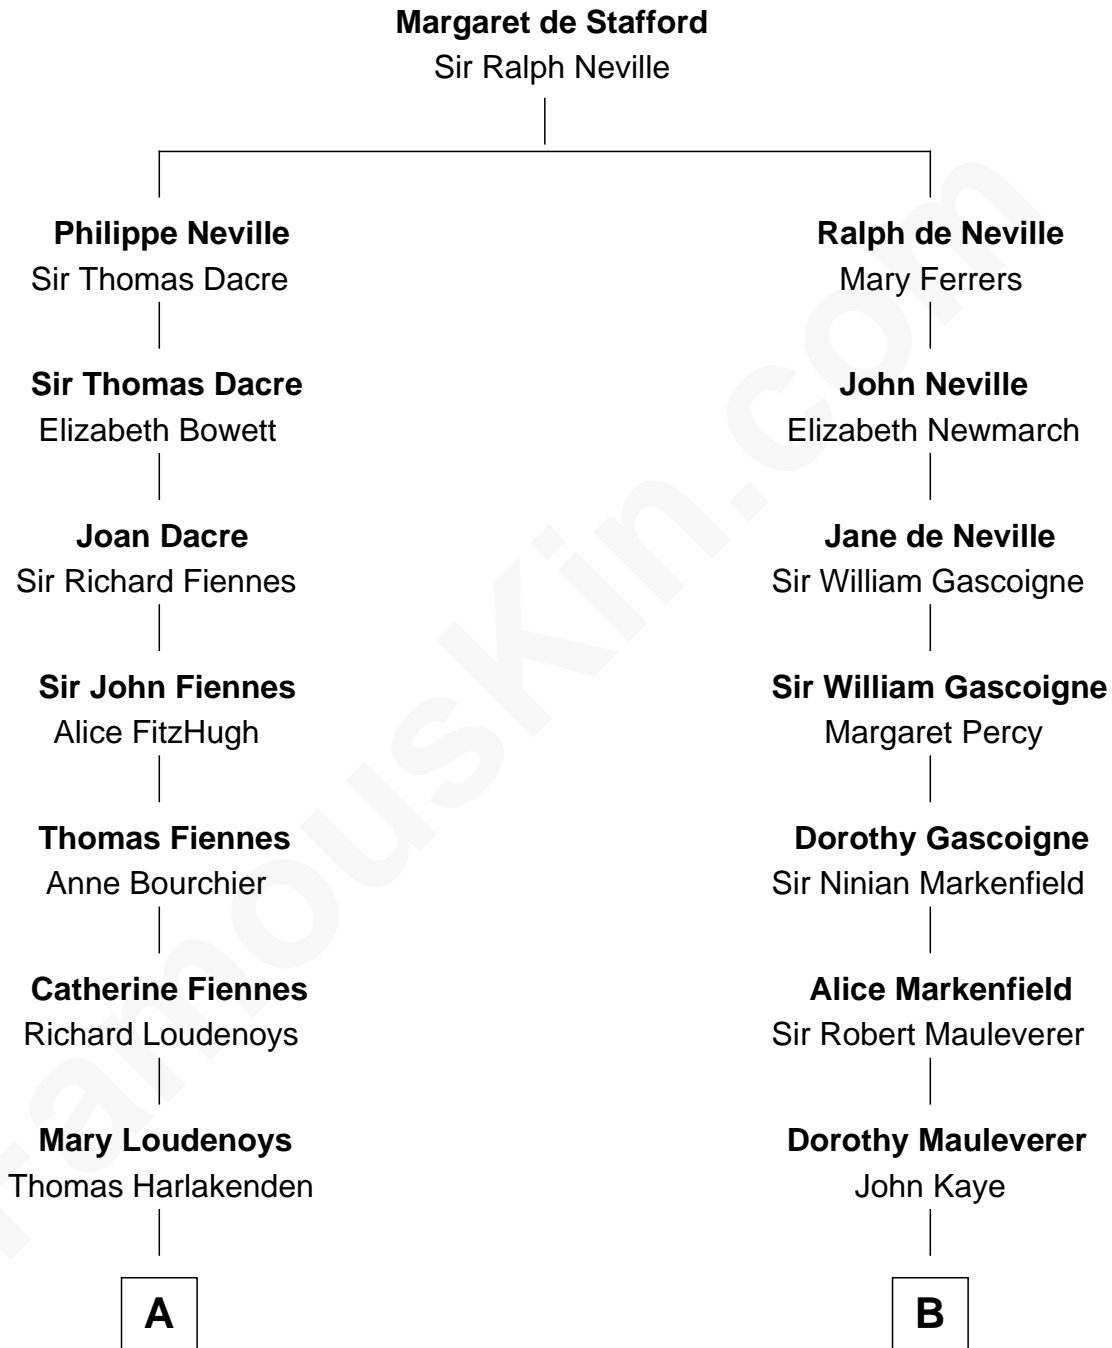 Margaret de Stafford
Sir Ralph Neville
Philippe Neville
Sir Thomas Dacre
Ralph de Neville
Mary Ferrers
Sir Thomas Dacre
Elizabeth Bowett
John Neville
Elizabeth Newmarch
Joan Dacre
Sir Richard Fiennes
Jane de Neville
Sir William Gascoigne
Sir John Fiennes
Alice FitzHugh
Sir William Gascoigne
Margaret Percy
Thomas Fiennes
Anne Bourchier
Dorothy Gascoigne
Sir Ninian Markenfield
Catherine Fiennes
Richard Loudenoys
Alice Markenfield
Sir Robert Mauleverer
Mary Loudenoys
Thomas Harlakenden
Dorothy Mauleverer
John Kaye
A
B
FamousKin.com